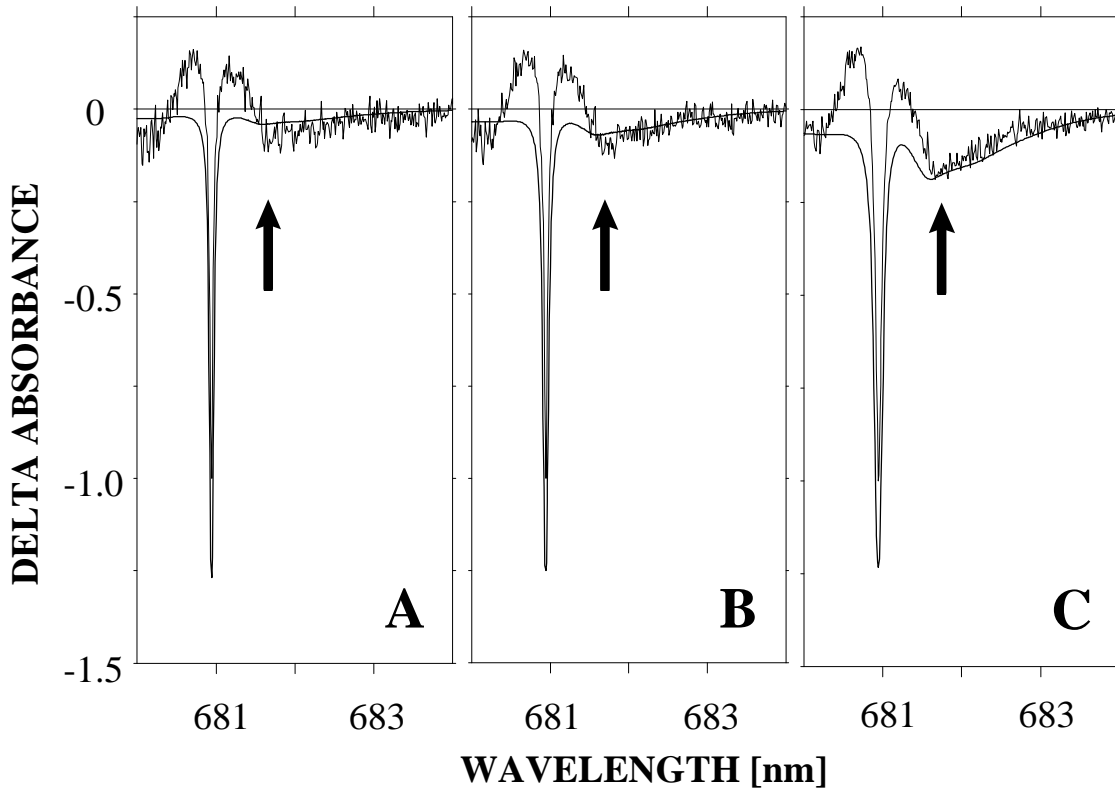 DELTA ABSORBANCE
0
-0.5
-1.0
-1.5
A
B
C
681 683 681 683 681 683
WAVELENGTH [nm]